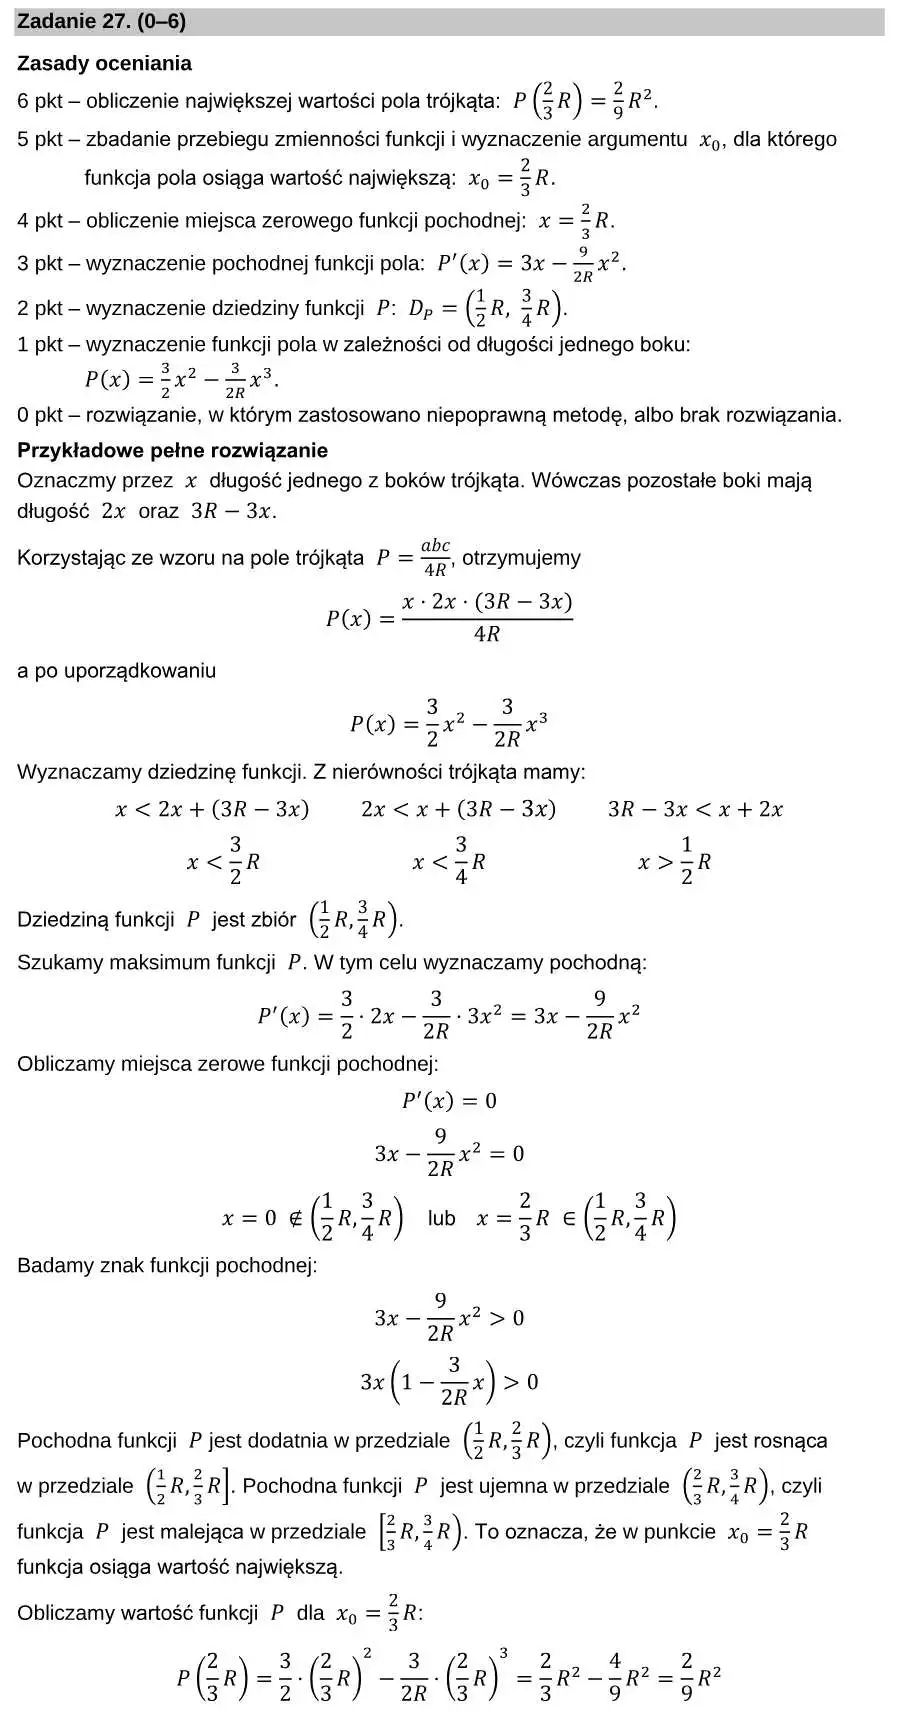 Zadanie 27. (0–6)
Zasady oceniania
6 pkt – obliczenie największej wartości pola trójkąta: P(2/3 R) = 2/9 R².
5 pkt – zbadanie przebiegu zmienności funkcji i wyznaczenie argumentu x₀, dla którego
funkcja pola osiąga wartość największą: x₀ = 2/3 R.
4 pkt – obliczenie miejsca zerowego funkcji pochodnej: x = 2/3 R.
3 pkt – wyznaczenie pochodnej funkcji pola: P′(x) = 3x − 9/2R x².
2 pkt – wyznaczenie dziedziny funkcji P: D_P = (1/2 R, 3/4 R).
1 pkt – wyznaczenie funkcji pola w zależności od długości jednego boku:
P(x) = 3/2 x² − 3/2R x³.
0 pkt – rozwiązanie, w którym zastosowano niepoprawną metodę, albo brak rozwiązania.
Przykładowe pełne rozwiązanie
Oznaczmy przez x długość jednego z boków trójkąta. Wówczas pozostałe boki mają
długość 2x oraz 3R − 3x.
Korzystając ze wzoru na pole trójkąta P = abc/4R, otrzymujemy
P(x) = x · 2x · (3R − 3x)/4R
a po uporządkowaniu
P(x) = 3/2 x² − 3/2R x³
Wyznaczamy dziedzinę funkcji. Z nierówności trójkąta mamy:
x < 2x + (3R − 3x) 2x < x + (3R − 3x) 3R − 3x < x + 2x
x < 3/2 R x < 3/4 R x > 1/2 R
Dziedziną funkcji P jest zbiór (1/2 R, 3/4 R).
Szukamy maksimum funkcji P. W tym celu wyznaczamy pochodną:
P′(x) = 3/2 · 2x − 3/2R · 3x² = 3x − 9/2R x²
Obliczamy miejsca zerowe funkcji pochodnej:
P′(x) = 0
3x − 9/2R x² = 0
x = 0 ∉ (1/2 R, 3/4 R) lub x = 2/3 R ∈ (1/2 R, 3/4 R)
Badamy znak funkcji pochodnej:
3x − 9/2R x² > 0
3x(1 − 3/2R x) > 0
Pochodna funkcji P jest dodatnia w przedziale (1/2 R, 2/3 R), czyli funkcja P jest rosnąca
w przedziale (1/2 R, 2/3 R]. Pochodna funkcji P jest ujemna w przedziale (2/3 R, 3/4 R), czyli
funkcja P jest malejąca w przedziale [2/3 R, 3/4 R). To oznacza, że w punkcie x₀ = 2/3 R
funkcja osiąga wartość największą.
Obliczamy wartość funkcji P dla x₀ = 2/3 R:
P(2/3 R) = 3/2 · (2/3 R)² − 3/2R · (2/3 R)³ = 2/3 R² − 4/9 R² = 2/9 R²